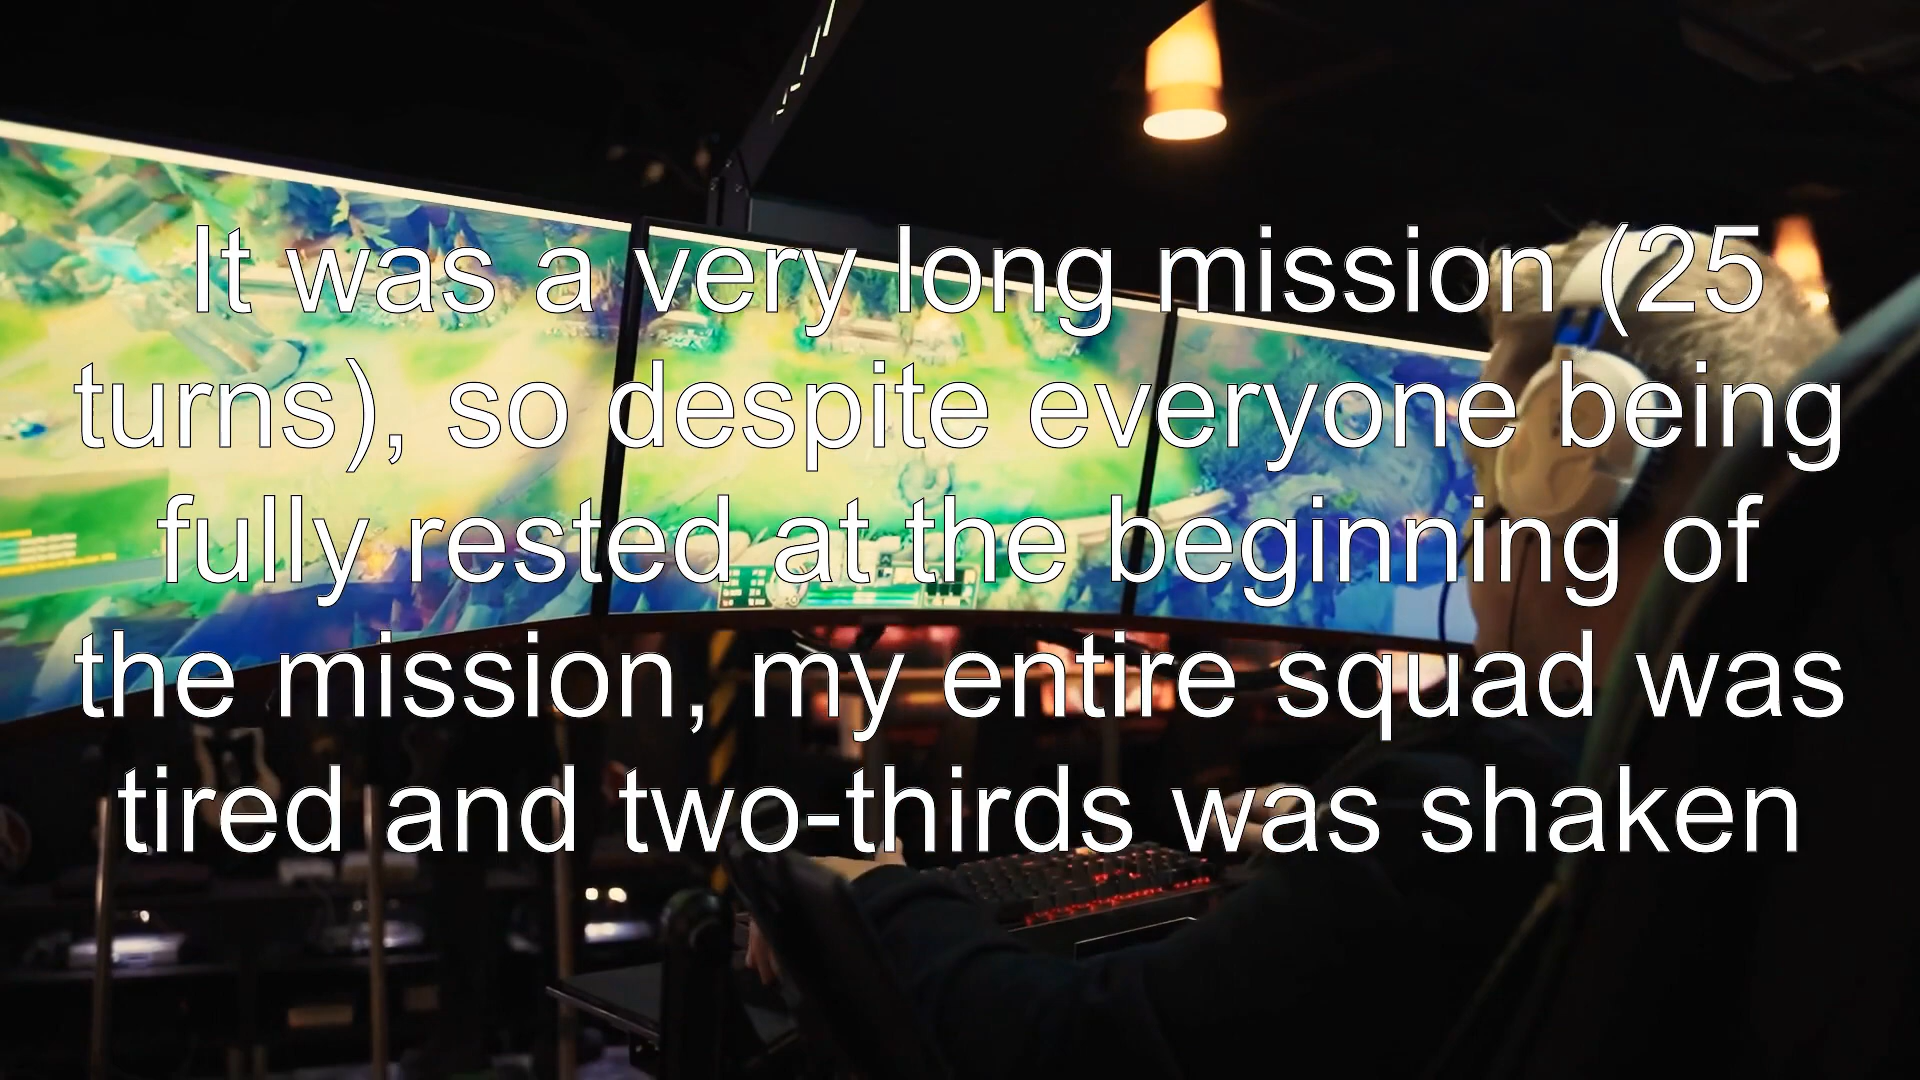 It was a very long mission (25
turns), so despite everyone being
fully rested at the beginning of
the mission, my entire squad was
tired and two-thirds was shaken